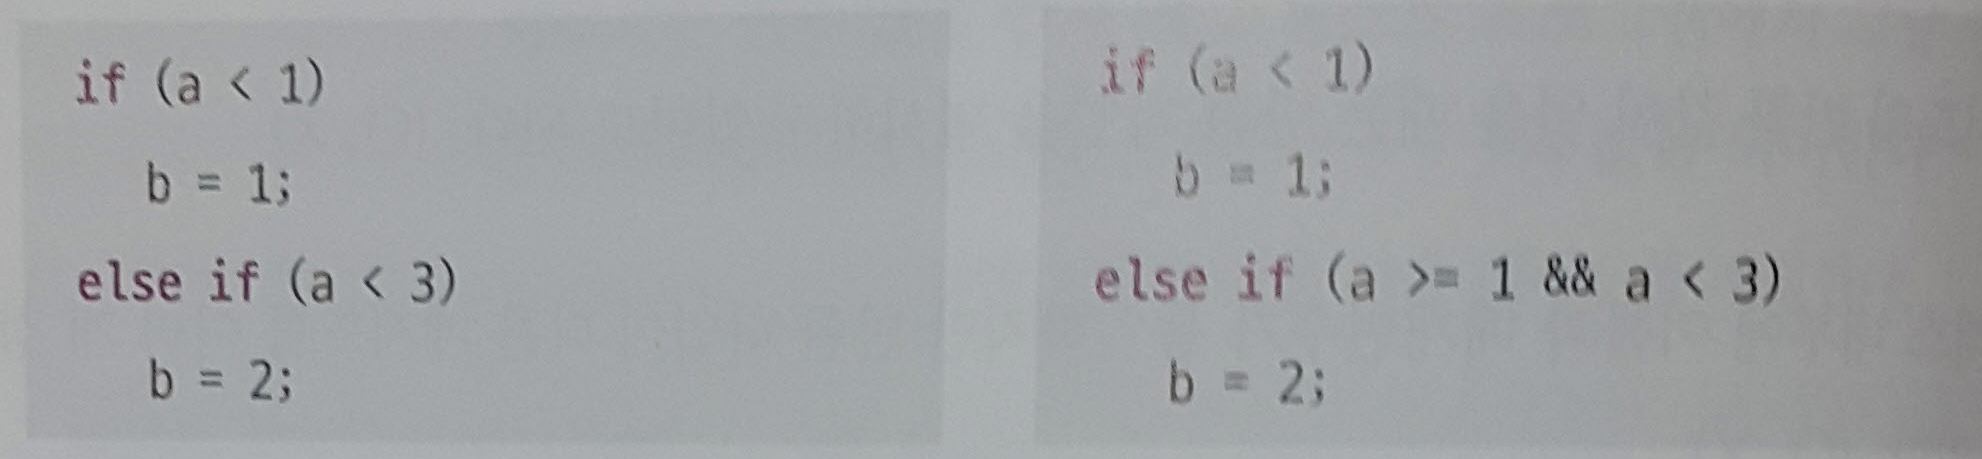 if (a < 1)
b = 1;
else if (a < 3)
b = 2;
if (a < 1)
b = 1;
else if (a >= 1 && a < 3)
b = 2;